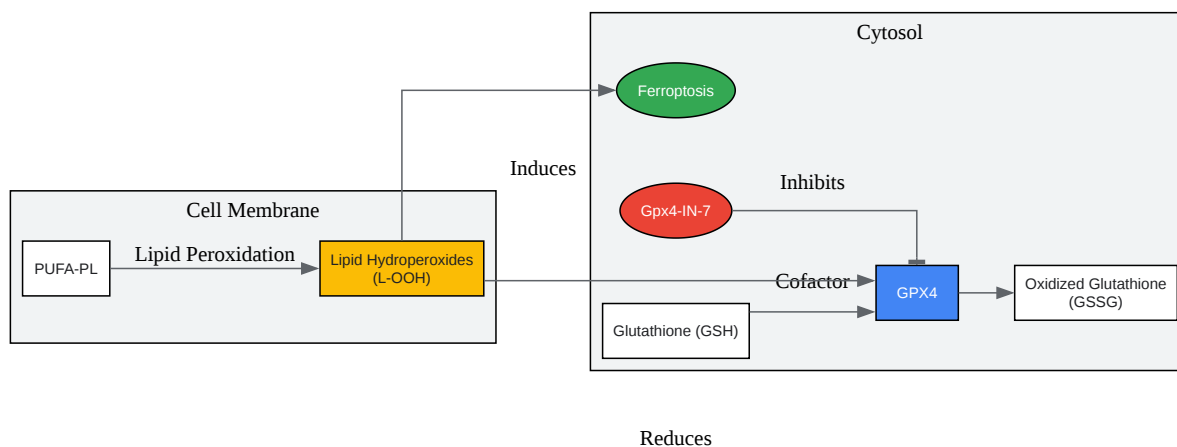 Cytosol
Ferroptosis
Induces
Inhibits
Cell Membrane
Gpx4-IN-7
PUFA-PL
Lipid Peroxidation
Lipid Hydroperoxides
(L-OOH)
Cofactor
GPX4
Oxidized Glutathione
(GSSG)
Glutathione (GSH)
Reduces